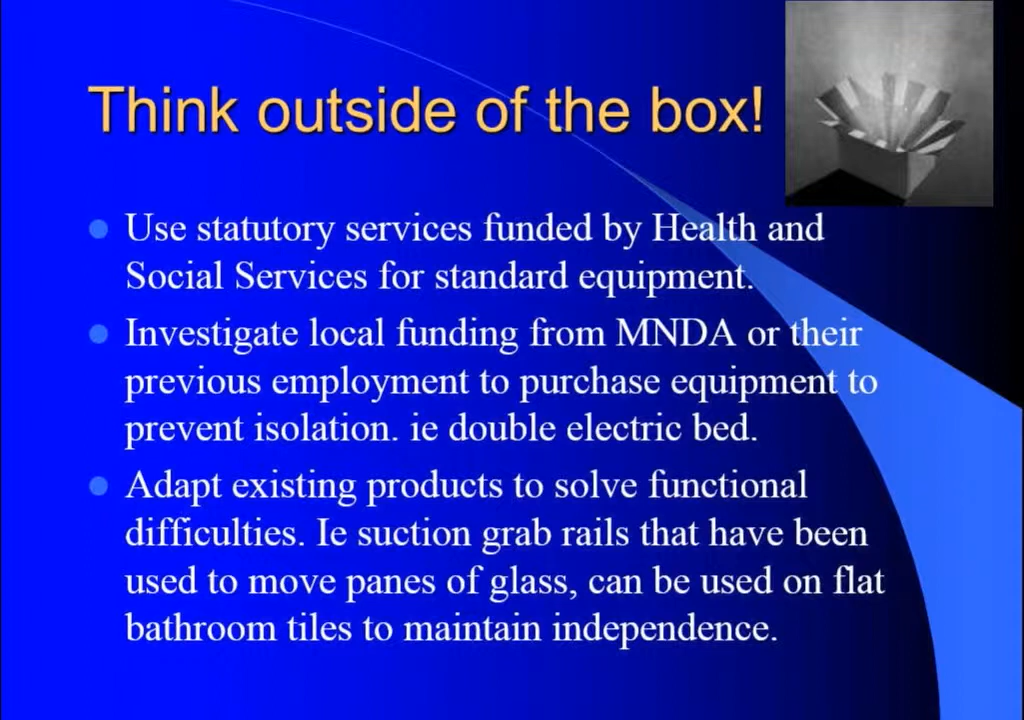 Think outside of the box!
Use statutory services funded by Health and
Social Services for standard equipment.
Investigate local funding from MNDA or their
previous employment to purchase equipment to
prevent isolation. ie double electric bed.
Adapt existing products to solve functional
difficulties. Ie suction grab rails that have been
used to move panes of glass, can be used on flat
bathroom tiles to maintain independence.